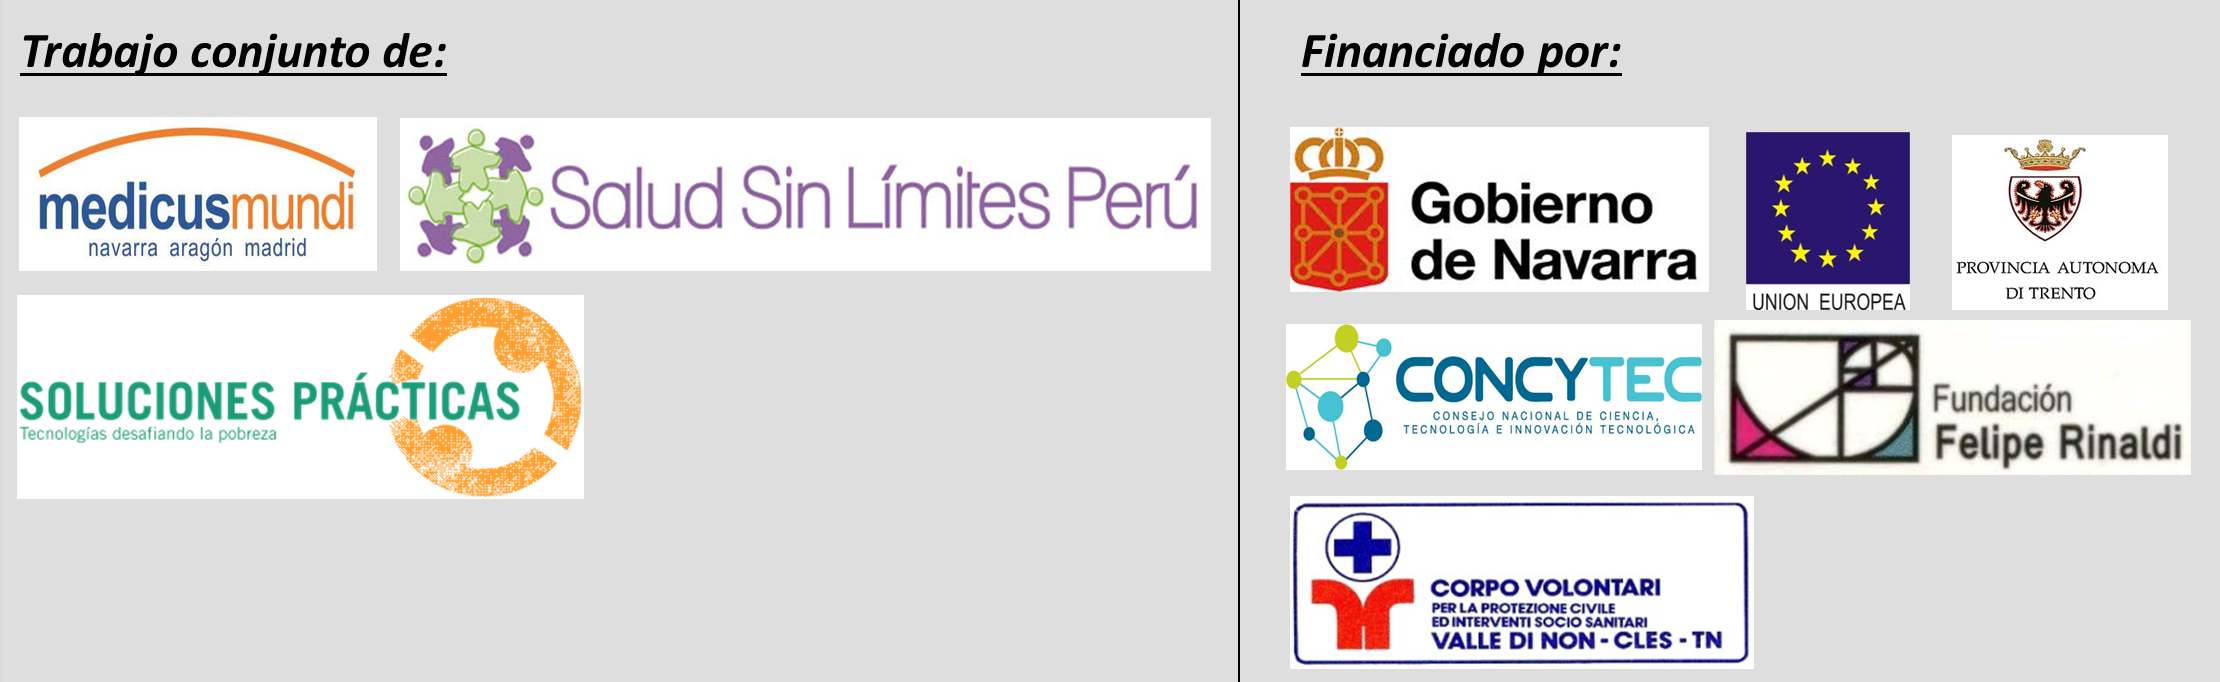 Trabajo conjunto de:
medicusmundi
navarra aragón madrid
Salud Sin Límites Perú
SOLUCIONES PRÁCTICAS
Tecnologías desafiando la pobreza
Financiado por:
Gobierno
de Navarra
UNION EUROPEA
PROVINCIA AUTONOMA
DI TRENTO
CONCYTEC
CONSEJO NACIONAL DE CIENCIA,
TECNOLOGÍA E INNOVACIÓN TECNOLÓGICA
Fundación
Felipe Rinaldi
CORPO VOLONTARI
PER LA PROTEZIONE CIVILE
ED INTERVENTI SOCIO SANITARI
VALLE DI NON - CLES - TN